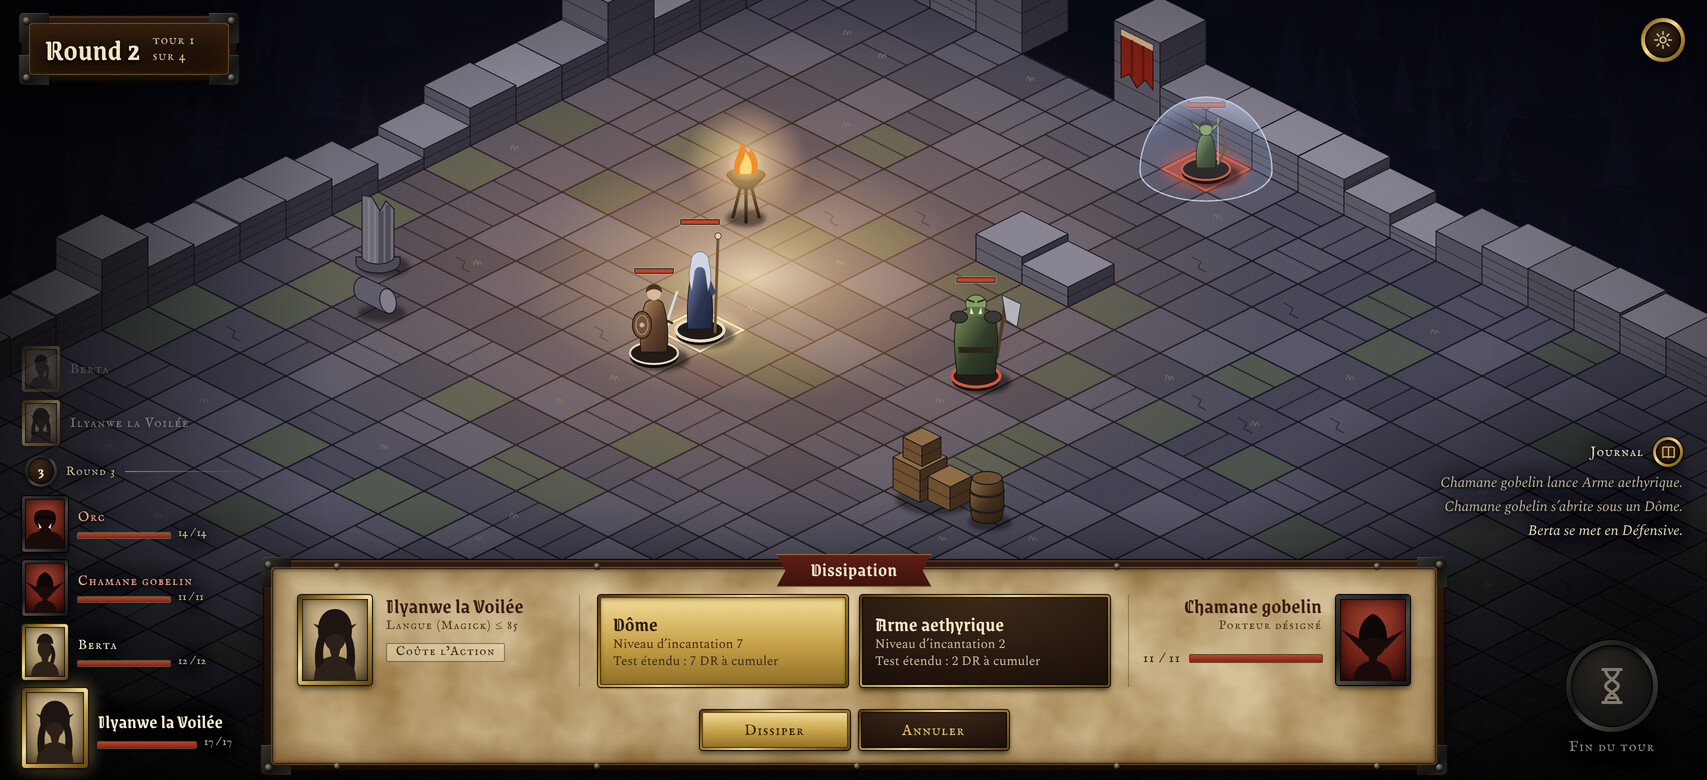 Round 2
TOUR 1
SUR 4
BERTA
ILYANWE LA VOILÉE
3 ROUND 3
ORC
14/14
CHAMANE GOBELIN
11/11
BERTA
12/12
Ilyanwe la Voilée
17/17
JOURNAL
Chamane gobelin lance Arme aethyrique.
Chamane gobelin s'abrite sous un Dôme.
Berta se met en Défensive.
Dissipation
Ilyanwe la Voilée
LANGUE (MAGICK) ≤ 85
COÛTE L'ACTION
Dôme
Niveau d'incantation 7
Test étendu : 7 DR à cumuler
Arme aethyrique
Niveau d'incantation 2
Test étendu : 2 DR à cumuler
Chamane gobelin
PORTEUR DÉSIGNÉ
11 / 11
DISSIPER
ANNULER
FIN DU TOUR